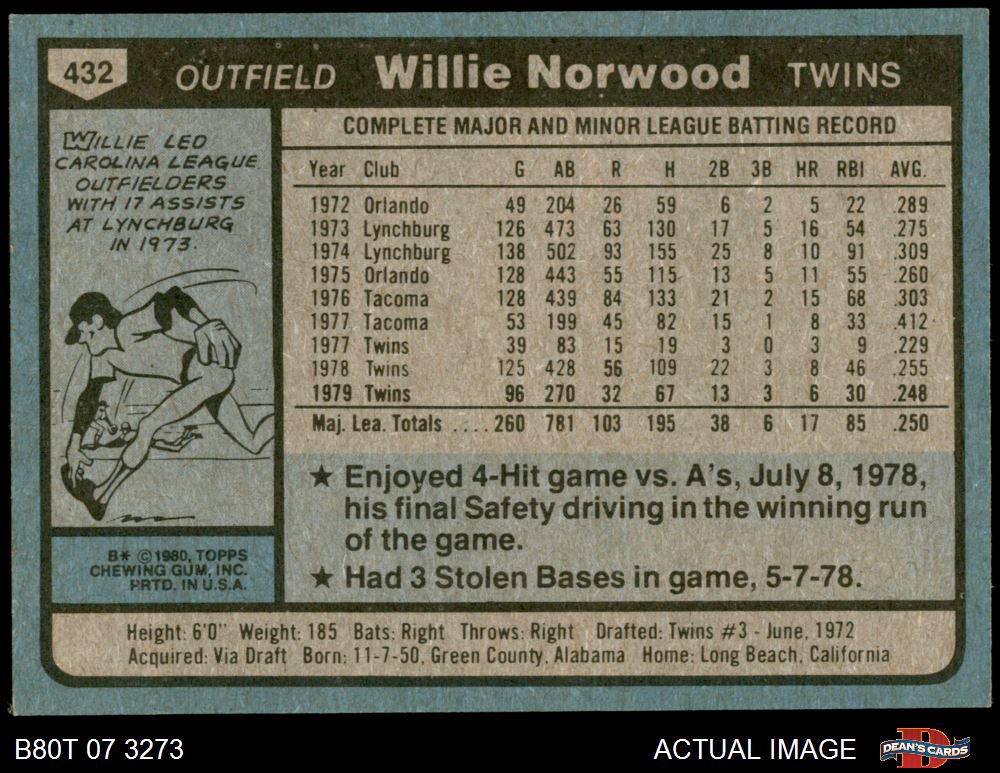 432 OUTFIELD Willie Norwood TWINS
WILLIE LED
CAROLINA LEAGUE
OUTFIELDERS
WITH 17 ASSISTS
AT LYNCHBURG
IN 1973.
COMPLETE MAJOR AND MINOR LEAGUE BATTING RECORD
Year Club G AB R H 2B 3B HR RBI AVG.
1972 Orlando 49 204 26 59 6 2 5 22 .289
1973 Lynchburg 126 473 63 130 17 5 16 54 .275
1974 Lynchburg 138 502 93 155 25 8 10 91 .309
1975 Orlando 128 443 55 115 13 5 11 55 .260
1976 Tacoma 128 439 84 133 21 2 15 68 .303
1977 Tacoma 53 199 45 82 15 1 8 33 .412
1977 Twins 39 83 15 19 3 0 3 9 .229
1978 Twins 125 428 56 109 22 3 8 46 .255
1979 Twins 96 270 32 67 13 3 6 30 .248
Maj. Lea. Totals .... 260 781 103 195 38 6 17 85 .250
★ Enjoyed 4-Hit game vs. A's, July 8, 1978,
his final Safety driving in the winning run
of the game.
★ Had 3 Stolen Bases in game, 5-7-78.
B* © 1980, TOPPS
CHEWING GUM, INC.
PRTD. IN U.S.A.
Height: 6'0" Weight: 185 Bats: Right Throws: Right Drafted: Twins #3 - June, 1972
Acquired: Via Draft Born: 11-7-50, Green County, Alabama Home: Long Beach, California
B80T 07 3273
ACTUAL IMAGE
DEAN'S CARDS